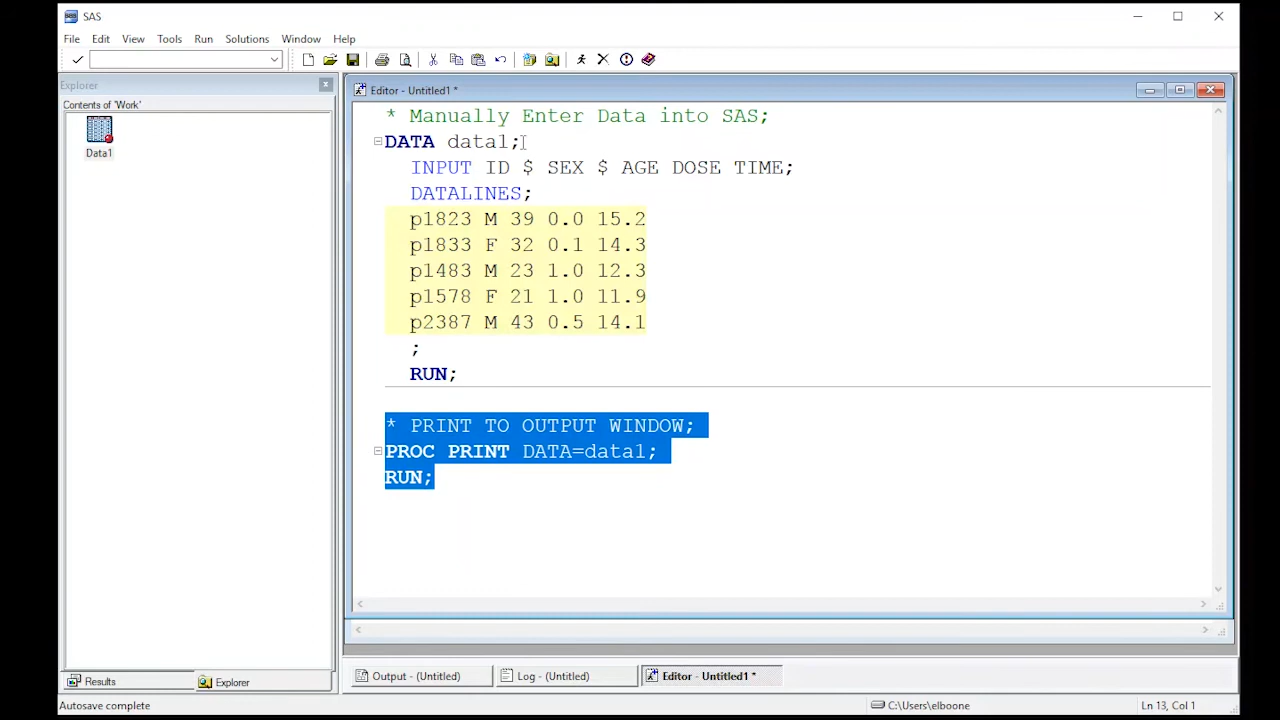 SAS
File Edit View Tools Run Solutions Window Help
Explorer
Contents of 'Work'
Data1
Editor - Untitled1 *
* Manually Enter Data into SAS;
DATA data1;
INPUT ID $ SEX $ AGE DOSE TIME;
DATALINES;
p1823 M 39 0.0 15.2
p1833 F 32 0.1 14.3
p1483 M 23 1.0 12.3
p1578 F 21 1.0 11.9
p2387 M 43 0.5 14.1
;
RUN;
* PRINT TO OUTPUT WINDOW;
PROC PRINT DATA=data1;
RUN;
Results Explorer
Output - (Untitled) Log - (Untitled) Editor - Untitled1 *
Autosave complete C:\Users\elboone Ln 13, Col 1